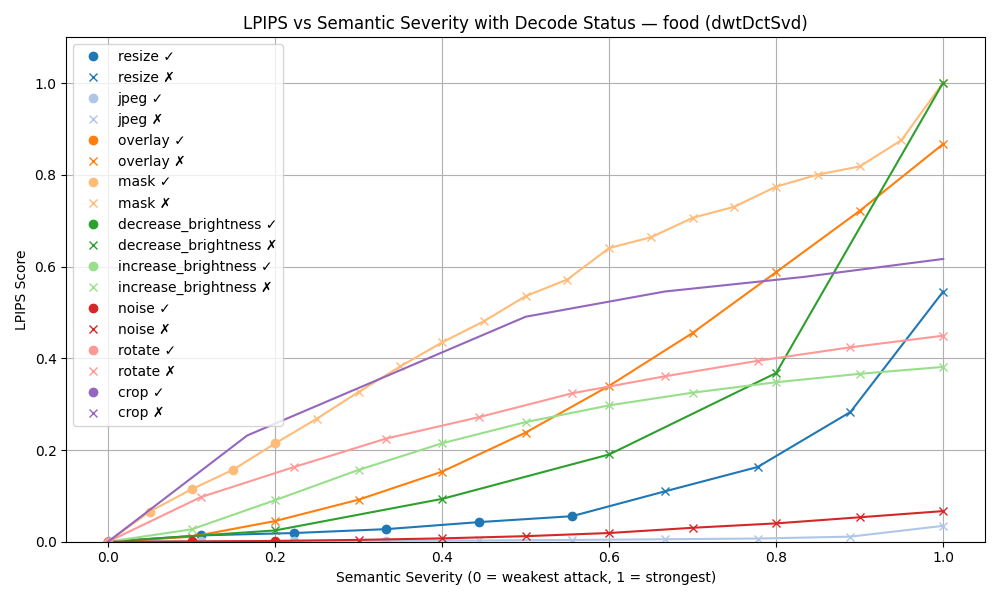 LPIPS vs Semantic Severity with Decode Status — food (dwtDctSvd)
resize ✓
resize ✗
jpeg ✓
jpeg ✗
overlay ✓
overlay ✗
mask ✓
mask ✗
decrease_brightness ✓
decrease_brightness ✗
increase_brightness ✓
increase_brightness ✗
noise ✓
noise ✗
rotate ✓
rotate ✗
crop ✓
crop ✗
LPIPS Score
1.0
0.8
0.6
0.4
0.2
0.0
0.0 0.2 0.4 0.6 0.8 1.0
Semantic Severity (0 = weakest attack, 1 = strongest)